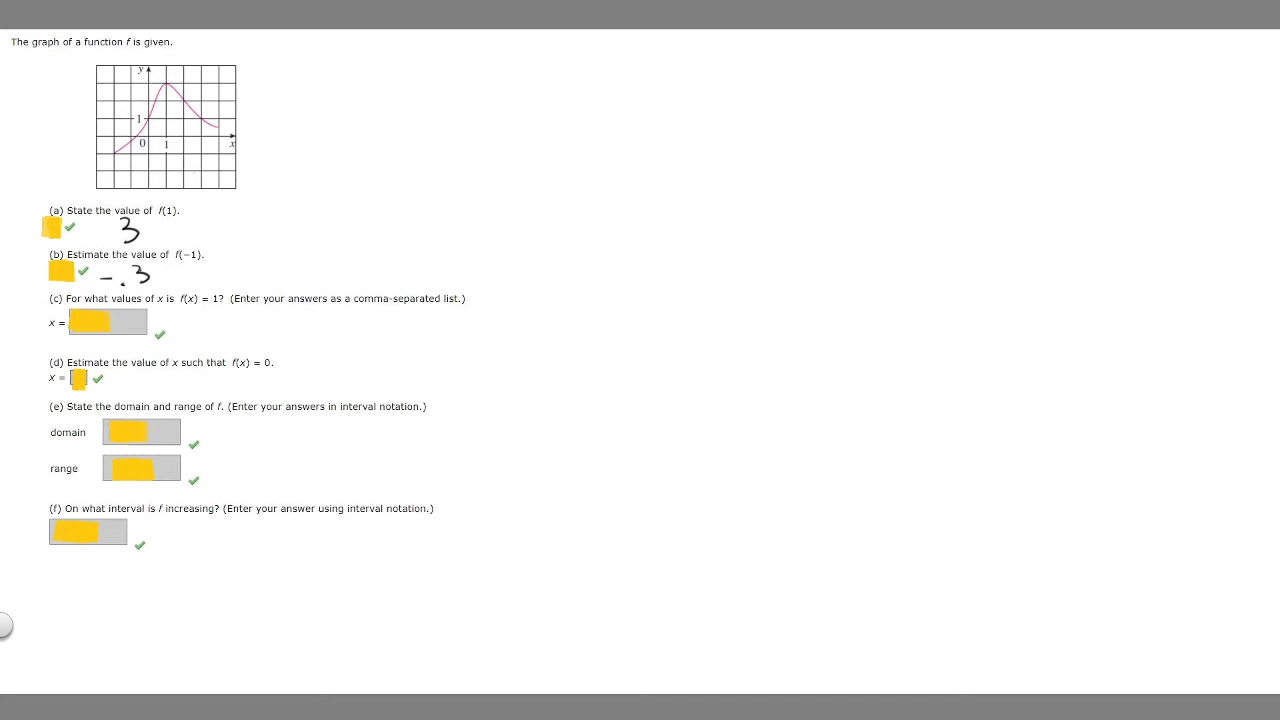 The graph of a function f is given.
y
1
0
1
x
(a) State the value of f(1).
3
(b) Estimate the value of f(−1).
-.3
(c) For what values of x is f(x) = 1? (Enter your answers as a comma-separated list.)
x =
(d) Estimate the value of x such that f(x) = 0.
x =
(e) State the domain and range of f. (Enter your answers in interval notation.)
domain
range
(f) On what interval is f increasing? (Enter your answer using interval notation.)